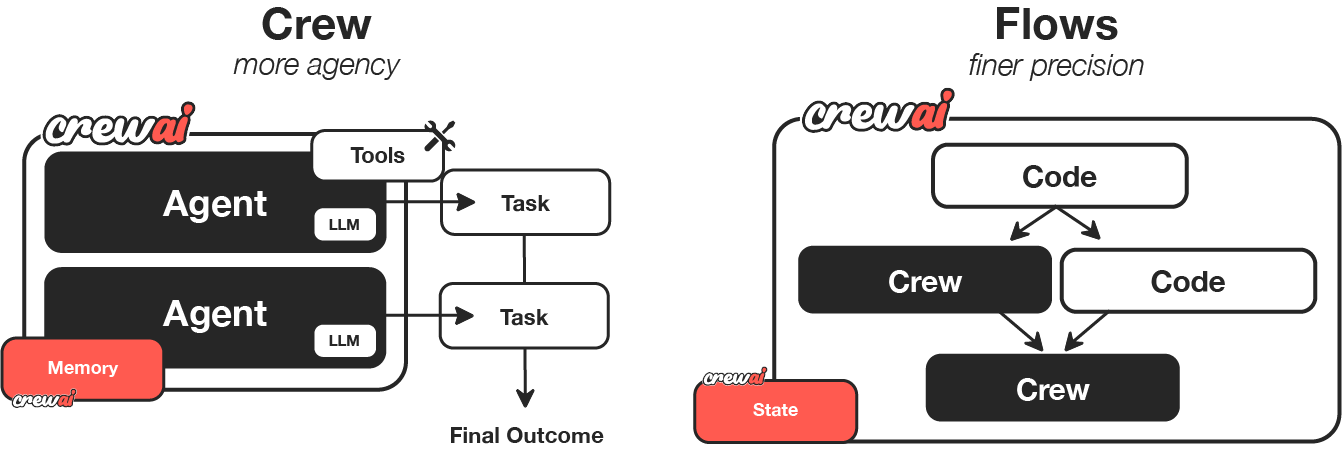 Crew
more agency
crewai
Tools
Agent
LLM
Task
Agent
LLM
Task
Memory
crewai
Final Outcome
Flows
finer precision
crewai
Code
Crew
Code
Crew
crewai
State